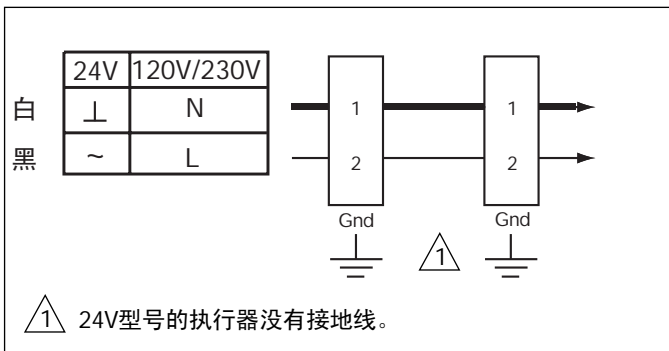 24V 120V/230V
白 ⊥ N
黑 ~ L
1 1
2 2
Gnd Gnd
1
1 24V型号的执行器没有接地线。